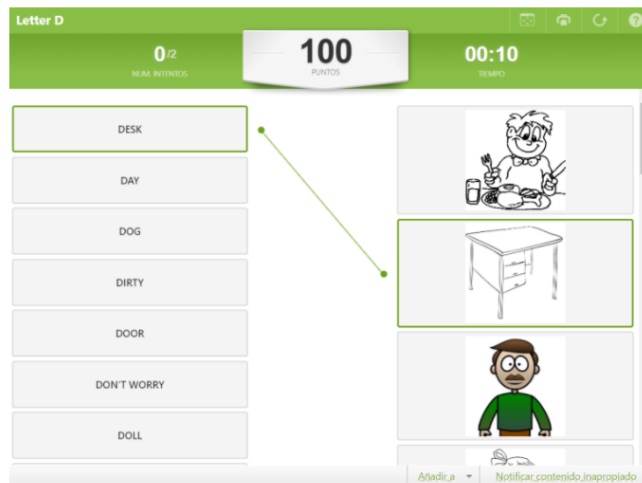 Letter D
0/2
NUM. INTENTOS
100
PUNTOS
00:10
TIEMPO
DESK
DAY
DOG
DIRTY
DOOR
DON'T WORRY
DOLL
Añadir a
Notificar contenido inapropiado